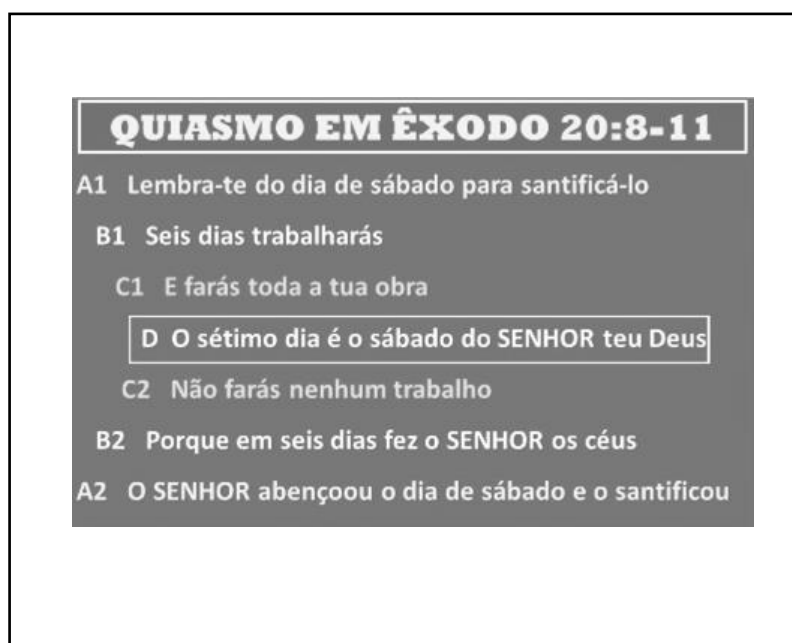 QUIASMO EM ÊXODO 20:8-11
A1 Lembra-te do dia de sábado para santificá-lo
B1 Seis dias trabalharás
C1 E farás toda a tua obra
D O sétimo dia é o sábado do SENHOR teu Deus
C2 Não farás nenhum trabalho
B2 Porque em seis dias fez o SENHOR os céus
A2 O SENHOR abençoou o dia de sábado e o santificou